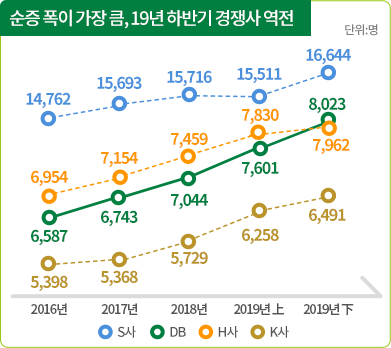 순증 폭이 가장 큼, 19년 하반기 경쟁사 역전
단위:명
14,762 15,693 15,716 15,511 16,644
6,954 7,154 7,459 7,830 7,962
6,587 6,743 7,044 7,601 8,023
5,398 5,368 5,729 6,258 6,491
2016년 2017년 2018년 2019년 上 2019년 下
S사 DB H사 K사